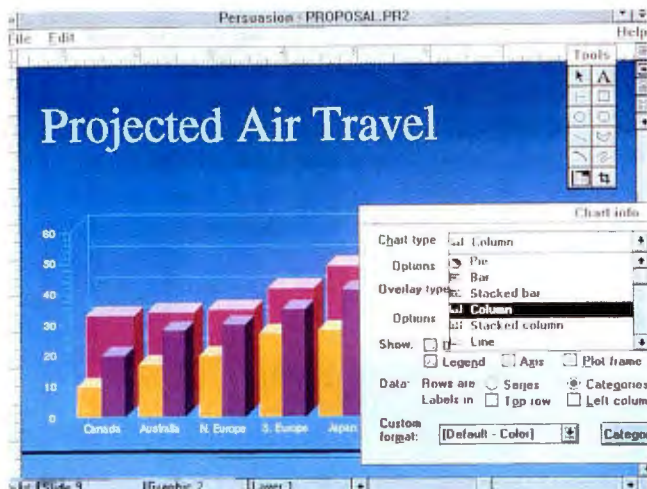 Persuasion - PROPOSAL.PR2
File Edit Help
Tools
A
Projected Air Travel
Chart info
Chart type Column
Pie
Options
Bar
Overlay type
Stacked bar
Column
Options
Stacked column
Line
Show:
Legend Axis Plot frame
Data: Rows are Series Categories
Labels in Top row Left colum
Custom
format: [Default - Color] Catego
60
50
40
30
20
10
0
Canada Australia N. Europe S. Europe Japan
Slide 9 Graphic 2 Layer 1